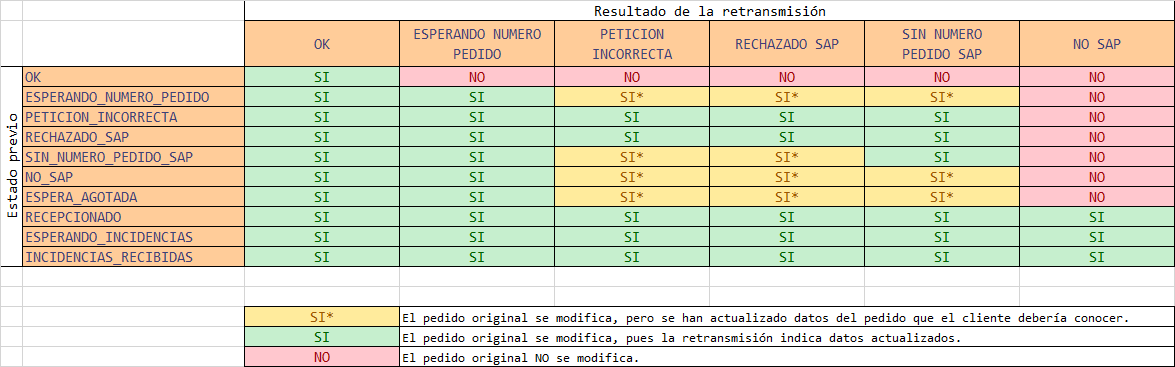 Resultado de la retransmisión
OK ESPERANDO NUMERO PEDIDO PETICION INCORRECTA RECHAZADO SAP SIN NUMERO PEDIDO SAP NO SAP
Estado previo
OK SI NO NO NO NO NO
ESPERANDO_NUMERO_PEDIDO SI SI SI* SI* SI* NO
PETICION_INCORRECTA SI SI SI SI SI NO
RECHAZADO_SAP SI SI SI SI SI NO
SIN_NUMERO_PEDIDO_SAP SI SI SI* SI* SI NO
NO_SAP SI SI SI* SI* SI* NO
ESPERA_AGOTADA SI SI SI* SI* SI* NO
RECEPCIONADO SI SI SI SI SI SI
ESPERANDO_INCIDENCIAS SI SI SI SI SI SI
INCIDENCIAS_RECIBIDAS SI SI SI SI SI SI
SI* El pedido original se modifica, pero se han actualizado datos del pedido que el cliente debería conocer.
SI El pedido original se modifica, pues la retransmisión indica datos actualizados.
NO El pedido original NO se modifica.